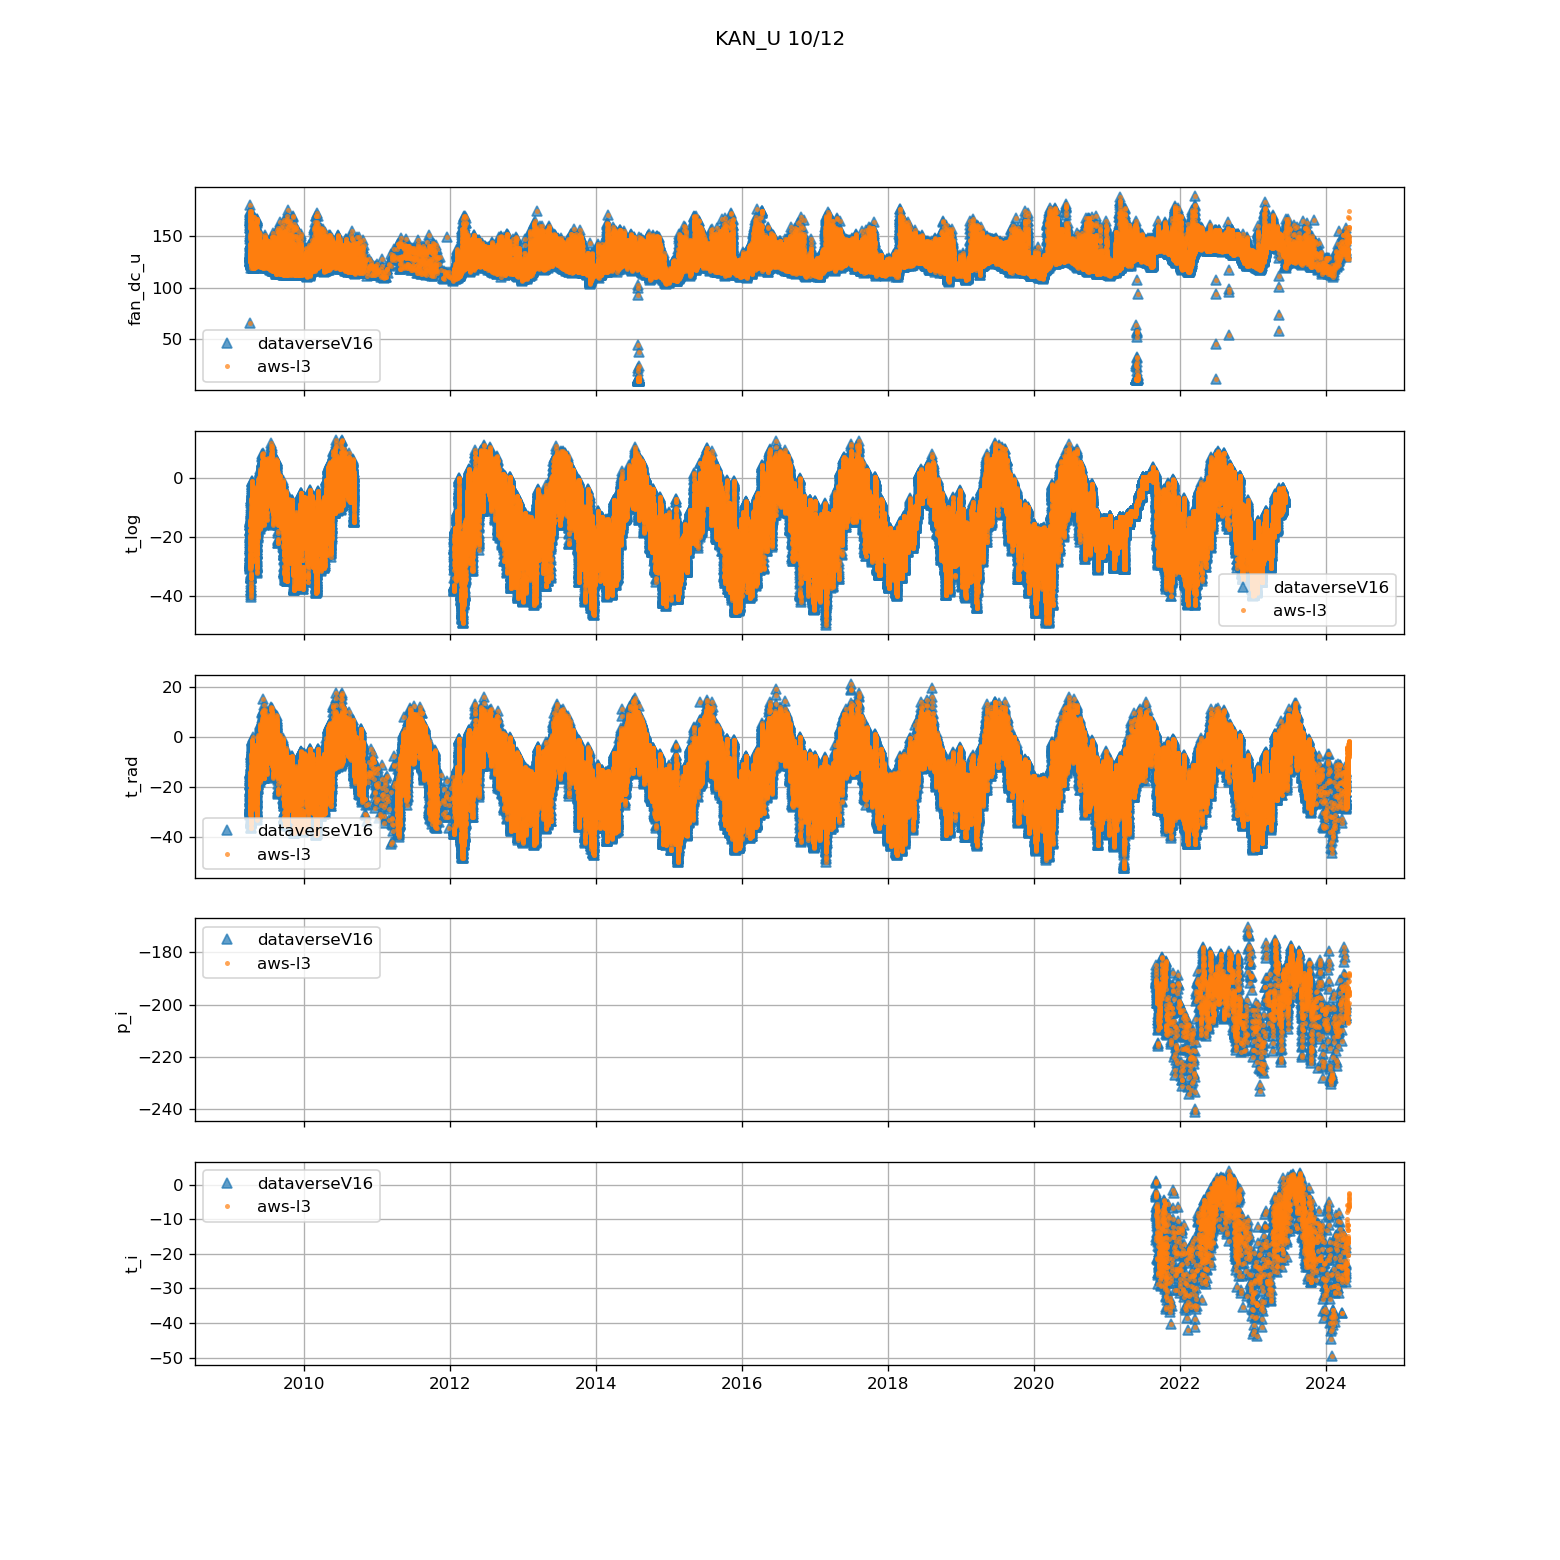 KAN_U 10/12
fan_dc_u
150
100
50
dataverseV16
aws-l3
t_log
0
−20
−40
dataverseV16
aws-l3
t_rad
20
0
−20
−40
dataverseV16
aws-l3
p_i
−180
−200
−220
−240
dataverseV16
aws-l3
t_i
0
−10
−20
−30
−40
−50
dataverseV16
aws-l3
2010 2012 2014 2016 2018 2020 2022 2024